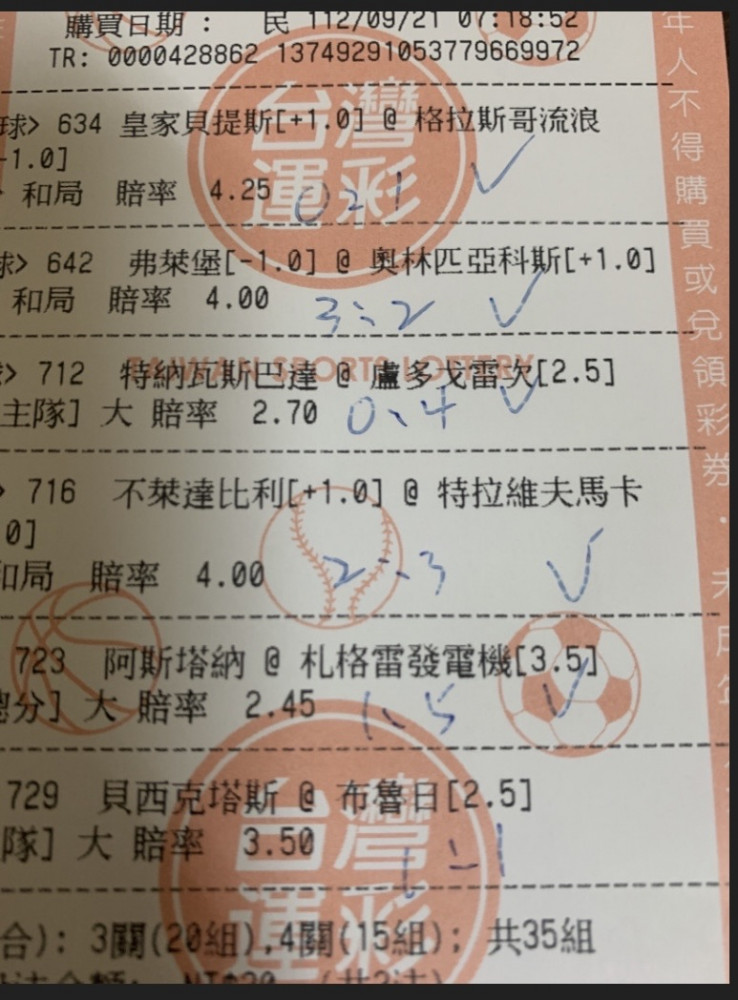 購買日期： 民 112/09/21 07:18:52
TR: 0000428862 13749291053779669972
球> 634 皇家貝提斯[+1.0] @ 格拉斯哥流浪
-1.0]
和局 賠率 4.25 0:1 ✓
球> 642 弗萊堡[-1.0] @ 奧林匹亞科斯[+1.0]
和局 賠率 4.00 3:2 ✓
> 712 特納瓦斯巴達 @ 盧多戈雷次[2.5]
主隊] 大 賠率 2.70 0:4 ✓
> 716 不萊達比利[+1.0] @ 特拉維夫馬卡
0]
和局 賠率 4.00 2:3 ✓
723 阿斯塔納 @ 札格雷發電機[3.5]
總分] 大 賠率 2.45 1:5 ✓
729 貝西克塔斯 @ 布魯日[2.5]
隊] 大 賠率 3.50 1:1
合): 3關(20組),4關(15組); 共35組
台灣運彩
TAIWAN SPORTS LOTTERY
台灣運彩
年人不得購買或兌領彩券．未成年